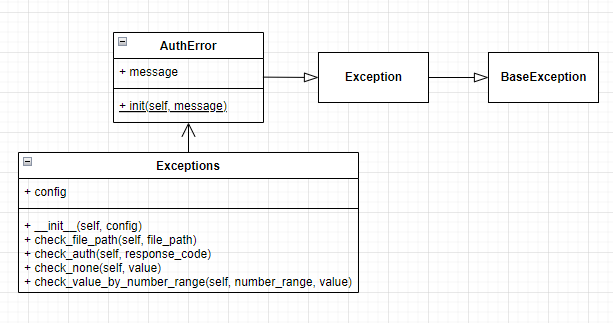 AuthError
+ message
+ init(self, message)
Exception
BaseException
Exceptions
+ config
+ __init__(self, config)
+ check_file_path(self, file_path)
+ check_auth(self, response_code)
+ check_none(self, value)
+ check_value_by_number_range(self, number_range, value)